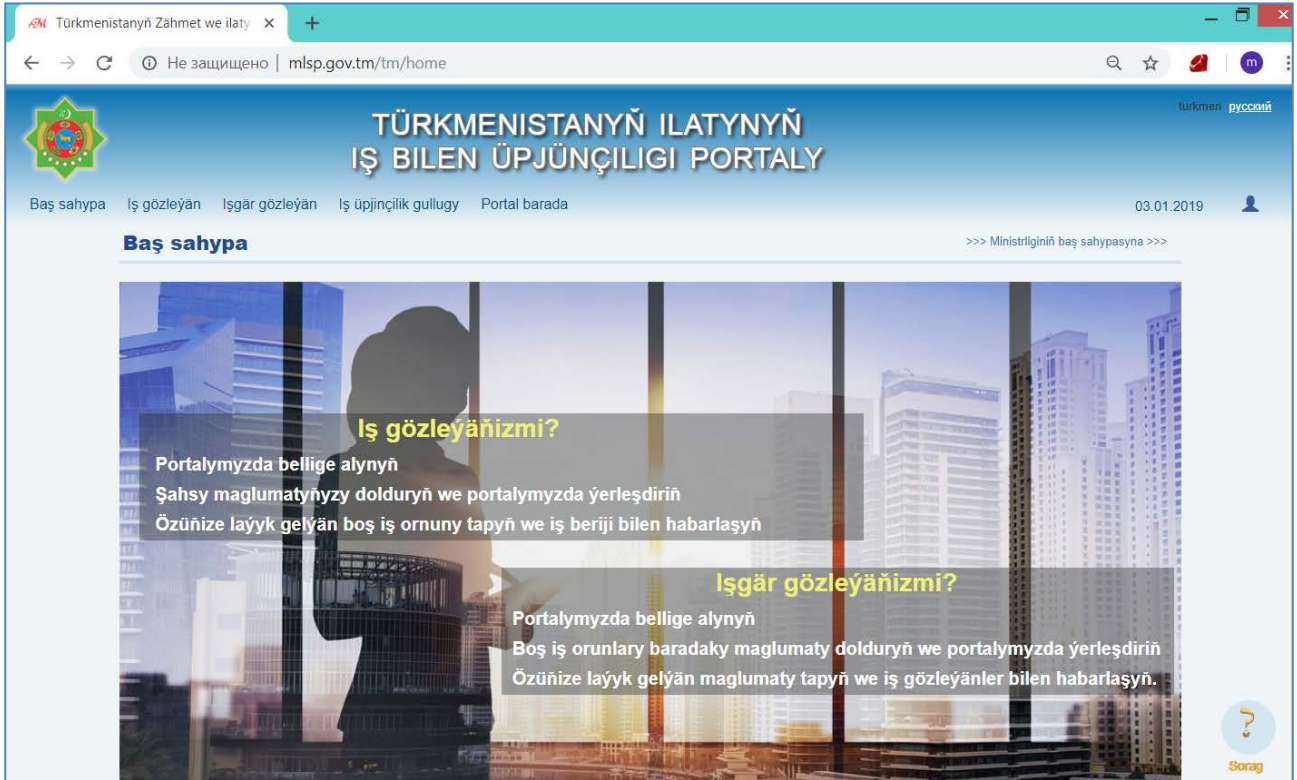 Türkmenistanyň Zähmet we ilaty
Не защищено | mlsp.gov.tm/tm/home
m
turkmen русский
TÜRKMENISTANYŇ ILATYNYŇ
IŞ BILEN ÜPJÜNÇILIGI PORTALY
Baş sahypa Iş gözleýän Işgär gözleýän Iş üpjinçilik gullugy Portal barada 03.01.2019
Baş sahypa >>> Ministrliginiň baş sahypasyna >>>
Iş gözleýäňizmi?
Portalymyzda bellige alynyň
Şahsy maglumatyňyzy dolduryň we portalymyzda ýerleşdiriň
Özüňize laýyk gelýän boş iş ornuny tapyň we iş beriji bilen habarlaşyň
Işgär gözleýäňizmi?
Portalymyzda bellige alynyň
Boş iş orunlary baradaky maglumaty dolduryň we portalymyzda ýerleşdiriň
Özüňize laýyk gelýän maglumaty tapyň we iş gözleýänler bilen habarlaşyň.
?
Sorag